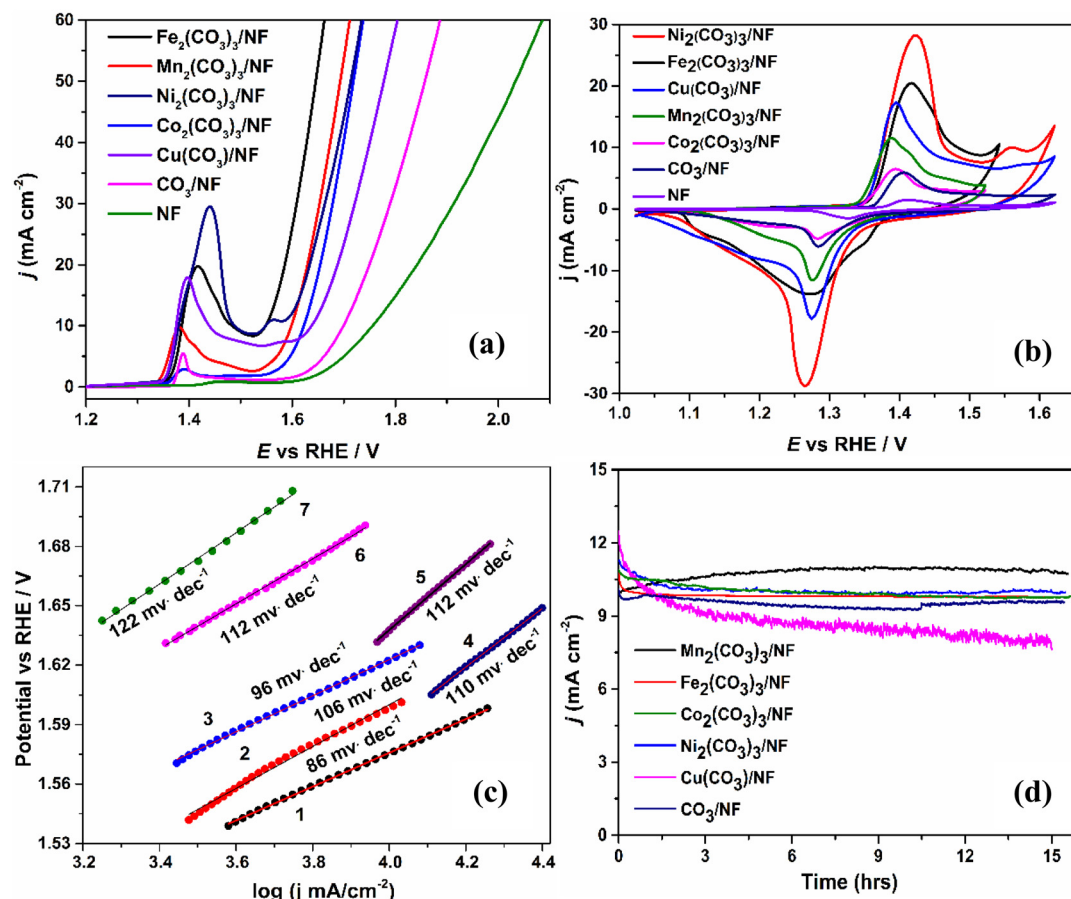 60
50
40
30
20
10
0
j (mA cm⁻²)
Fe₂(CO₃)₃/NF
Mn₂(CO₃)₃/NF
Ni₂(CO₃)₃/NF
Co₂(CO₃)₃/NF
Cu(CO₃)/NF
CO₃/NF
NF
(a)
1.2 1.4 1.6 1.8 2.0
E vs RHE / V
30
20
10
0
-10
-20
-30
j (mA cm⁻²)
Ni₂(CO₃)₃/NF
Fe₂(CO₃)₃/NF
Cu(CO₃)/NF
Mn₂(CO₃)₃/NF
Co₂(CO₃)₃/NF
CO₃/NF
NF
(b)
1.0 1.1 1.2 1.3 1.4 1.5 1.6
E vs RHE / V
1.71
1.68
1.65
1.62
1.59
1.56
1.53
Potential vs RHE / V
7
122 mv· dec⁻¹
6
112 mv· dec⁻¹
5
112 mv· dec⁻¹
4
110 mv· dec⁻¹
3
96 mv· dec⁻¹
2
106 mv· dec⁻¹
86 mv· dec⁻¹
1
(c)
3.2 3.6 4.0 4.4
log (j mA/cm⁻²)
15
12
9
6
3
0
j (mA cm⁻²)
Mn₂(CO₃)₃/NF
Fe₂(CO₃)₃/NF
Co₂(CO₃)₃/NF
Ni₂(CO₃)₃/NF
Cu(CO₃)/NF
CO₃/NF
(d)
0 3 6 9 12 15
Time (hrs)